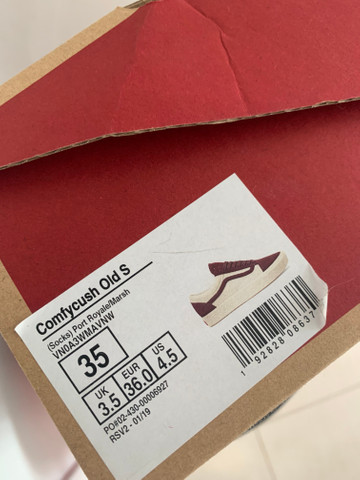 Comfycush Old S
(Socks) Port Royale/Marsh
VN0A3WMAVNW
35
UK EUR US
3.5 36.0 4.5
PO#02-430-00006927
RSV2 - 01/19
1 92828 08637